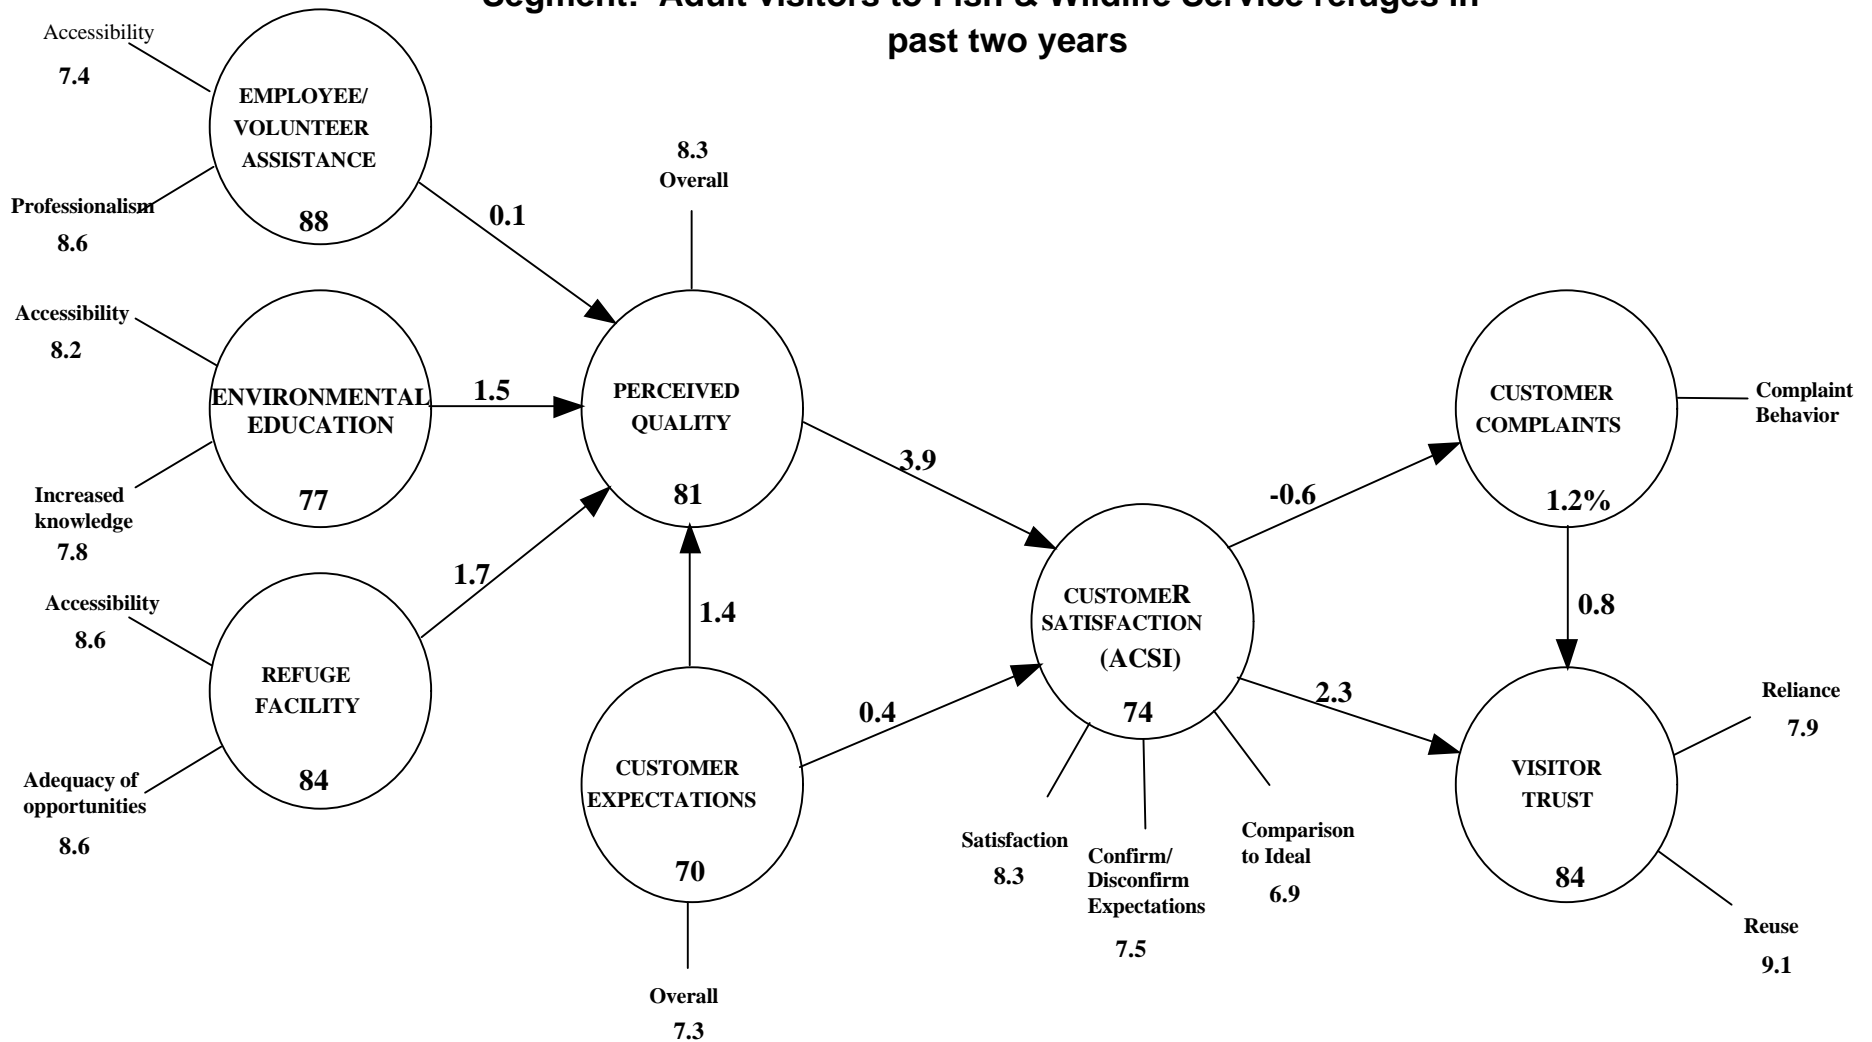 Segment: Adult visitors to Fish & Wildlife Service refuges in
past two years
Accessibility
7.4
EMPLOYEE/
VOLUNTEER
ASSISTANCE
88
Professionalism
8.6
0.1
8.3
Overall
Accessibility
8.2
ENVIRONMENTAL
EDUCATION
77
Increased
knowledge
7.8
1.5
PERCEIVED
QUALITY
81
3.9
Accessibility
8.6
REFUGE
FACILITY
84
Adequacy of
opportunities
8.6
1.7
1.4
CUSTOMER
EXPECTATIONS
70
Overall
7.3
0.4
CUSTOMER
SATISFACTION
(ACSI)
74
Satisfaction
8.3
Confirm/
Disconfirm
Expectations
7.5
Comparison
to Ideal
6.9
-0.6
2.3
CUSTOMER
COMPLAINTS
1.2%
Complaint
Behavior
0.8
VISITOR
TRUST
84
Reliance
7.9
Reuse
9.1